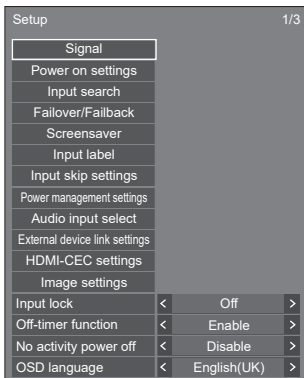 Setup 1/3
Signal
Power on settings
Input search
Failover/Failback
Screensaver
Input label
Input skip settings
Power management settings
Audio input select
External device link settings
HDMI-CEC settings
Image settings
Input lock < Off >
Off-timer function < Enable >
No activity power off < Disable >
OSD language < English(UK) >